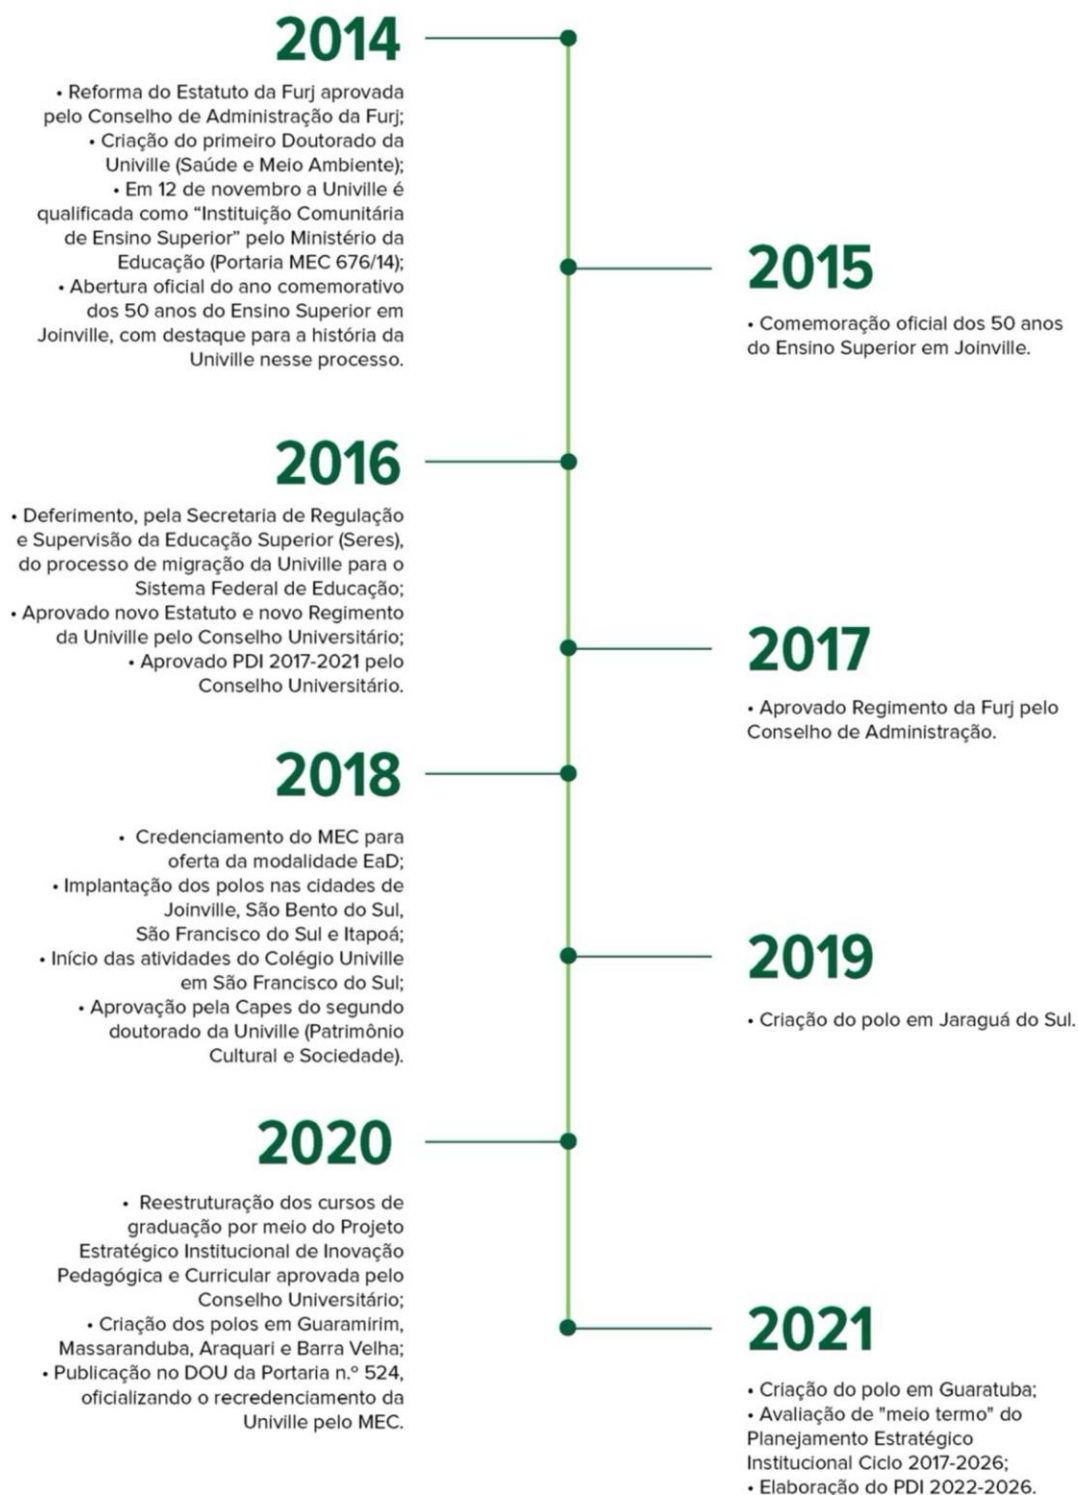 2014
• Reforma do Estatuto da Furj aprovada
pelo Conselho de Administração da Furj;
• Criação do primeiro Doutorado da
Univille (Saúde e Meio Ambiente);
• Em 12 de novembro a Univille é
qualificada como “Instituição Comunitária
de Ensino Superior” pelo Ministério da
Educação (Portaria MEC 676/14);
• Abertura oficial do ano comemorativo
dos 50 anos do Ensino Superior em
Joinville, com destaque para a história da
Univille nesse processo.
2015
• Comemoração oficial dos 50 anos
do Ensino Superior em Joinville.
2016
• Deferimento, pela Secretaria de Regulação
e Supervisão da Educação Superior (Seres),
do processo de migração da Univille para o
Sistema Federal de Educação;
• Aprovado novo Estatuto e novo Regimento
da Univille pelo Conselho Universitário;
• Aprovado PDI 2017-2021 pelo
Conselho Universitário.
2017
• Aprovado Regimento da Furj pelo
Conselho de Administração.
2018
• Credenciamento do MEC para
oferta da modalidade EaD;
• Implantação dos polos nas cidades de
Joinville, São Bento do Sul,
São Francisco do Sul e Itapoá;
• Início das atividades do Colégio Univille
em São Francisco do Sul;
• Aprovação pela Capes do segundo
doutorado da Univille (Patrimônio
Cultural e Sociedade).
2019
• Criação do polo em Jaraguá do Sul.
2020
• Reestruturação dos cursos de
graduação por meio do Projeto
Estratégico Institucional de Inovação
Pedagógica e Curricular aprovada pelo
Conselho Universitário;
• Criação dos polos em Guaramirim,
Massaranduba, Araquari e Barra Velha;
• Publicação no DOU da Portaria n.º 524,
oficializando o recredenciamento da
Univille pelo MEC.
2021
• Criação do polo em Guaratuba;
• Avaliação de "meio termo" do
Planejamento Estratégico
Institucional Ciclo 2017-2026;
• Elaboração do PDI 2022-2026.